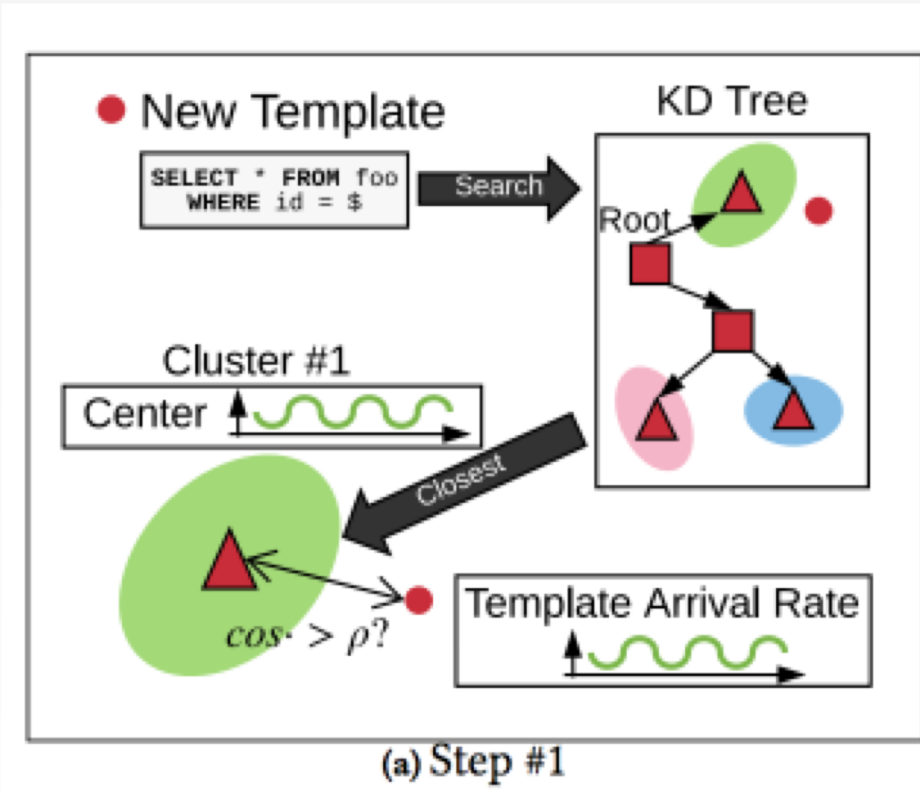 New Template
SELECT * FROM foo
WHERE id = $
Search
KD Tree
Root
Cluster #1
Center
Closest
cos· > ρ?
Template Arrival Rate
(a) Step #1